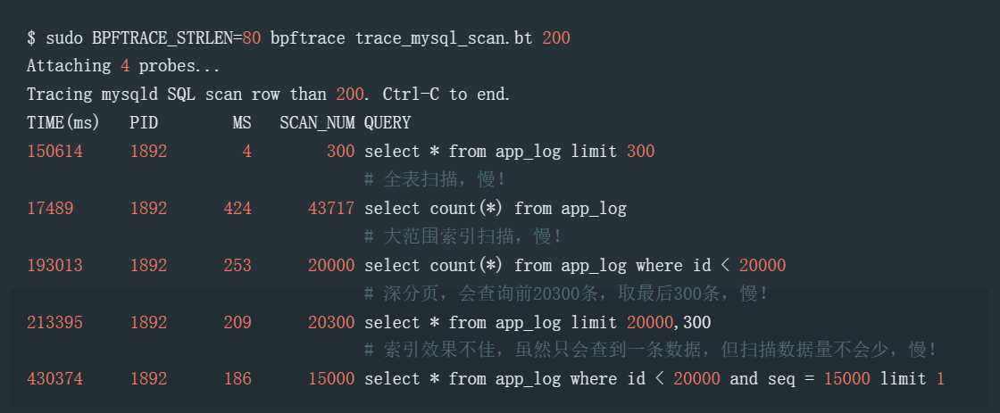 $ sudo BPFTRACE_STRLEN=80 bpftrace trace_mysql_scan.bt 200
Attaching 4 probes...
Tracing mysqld SQL scan row than 200. Ctrl-C to end.
TIME(ms) PID MS SCAN_NUM QUERY
150614 1892 4 300 select * from app_log limit 300
# 全表扫描，慢！
17489 1892 424 43717 select count(*) from app_log
# 大范围索引扫描，慢！
193013 1892 253 20000 select count(*) from app_log where id < 20000
# 深分页，会查询前20300条，取最后300条，慢！
213395 1892 209 20300 select * from app_log limit 20000,300
# 索引效果不佳，虽然只会查到一条数据，但扫描数据量不会少，慢！
430374 1892 186 15000 select * from app_log where id < 20000 and seq = 15000 limit 1